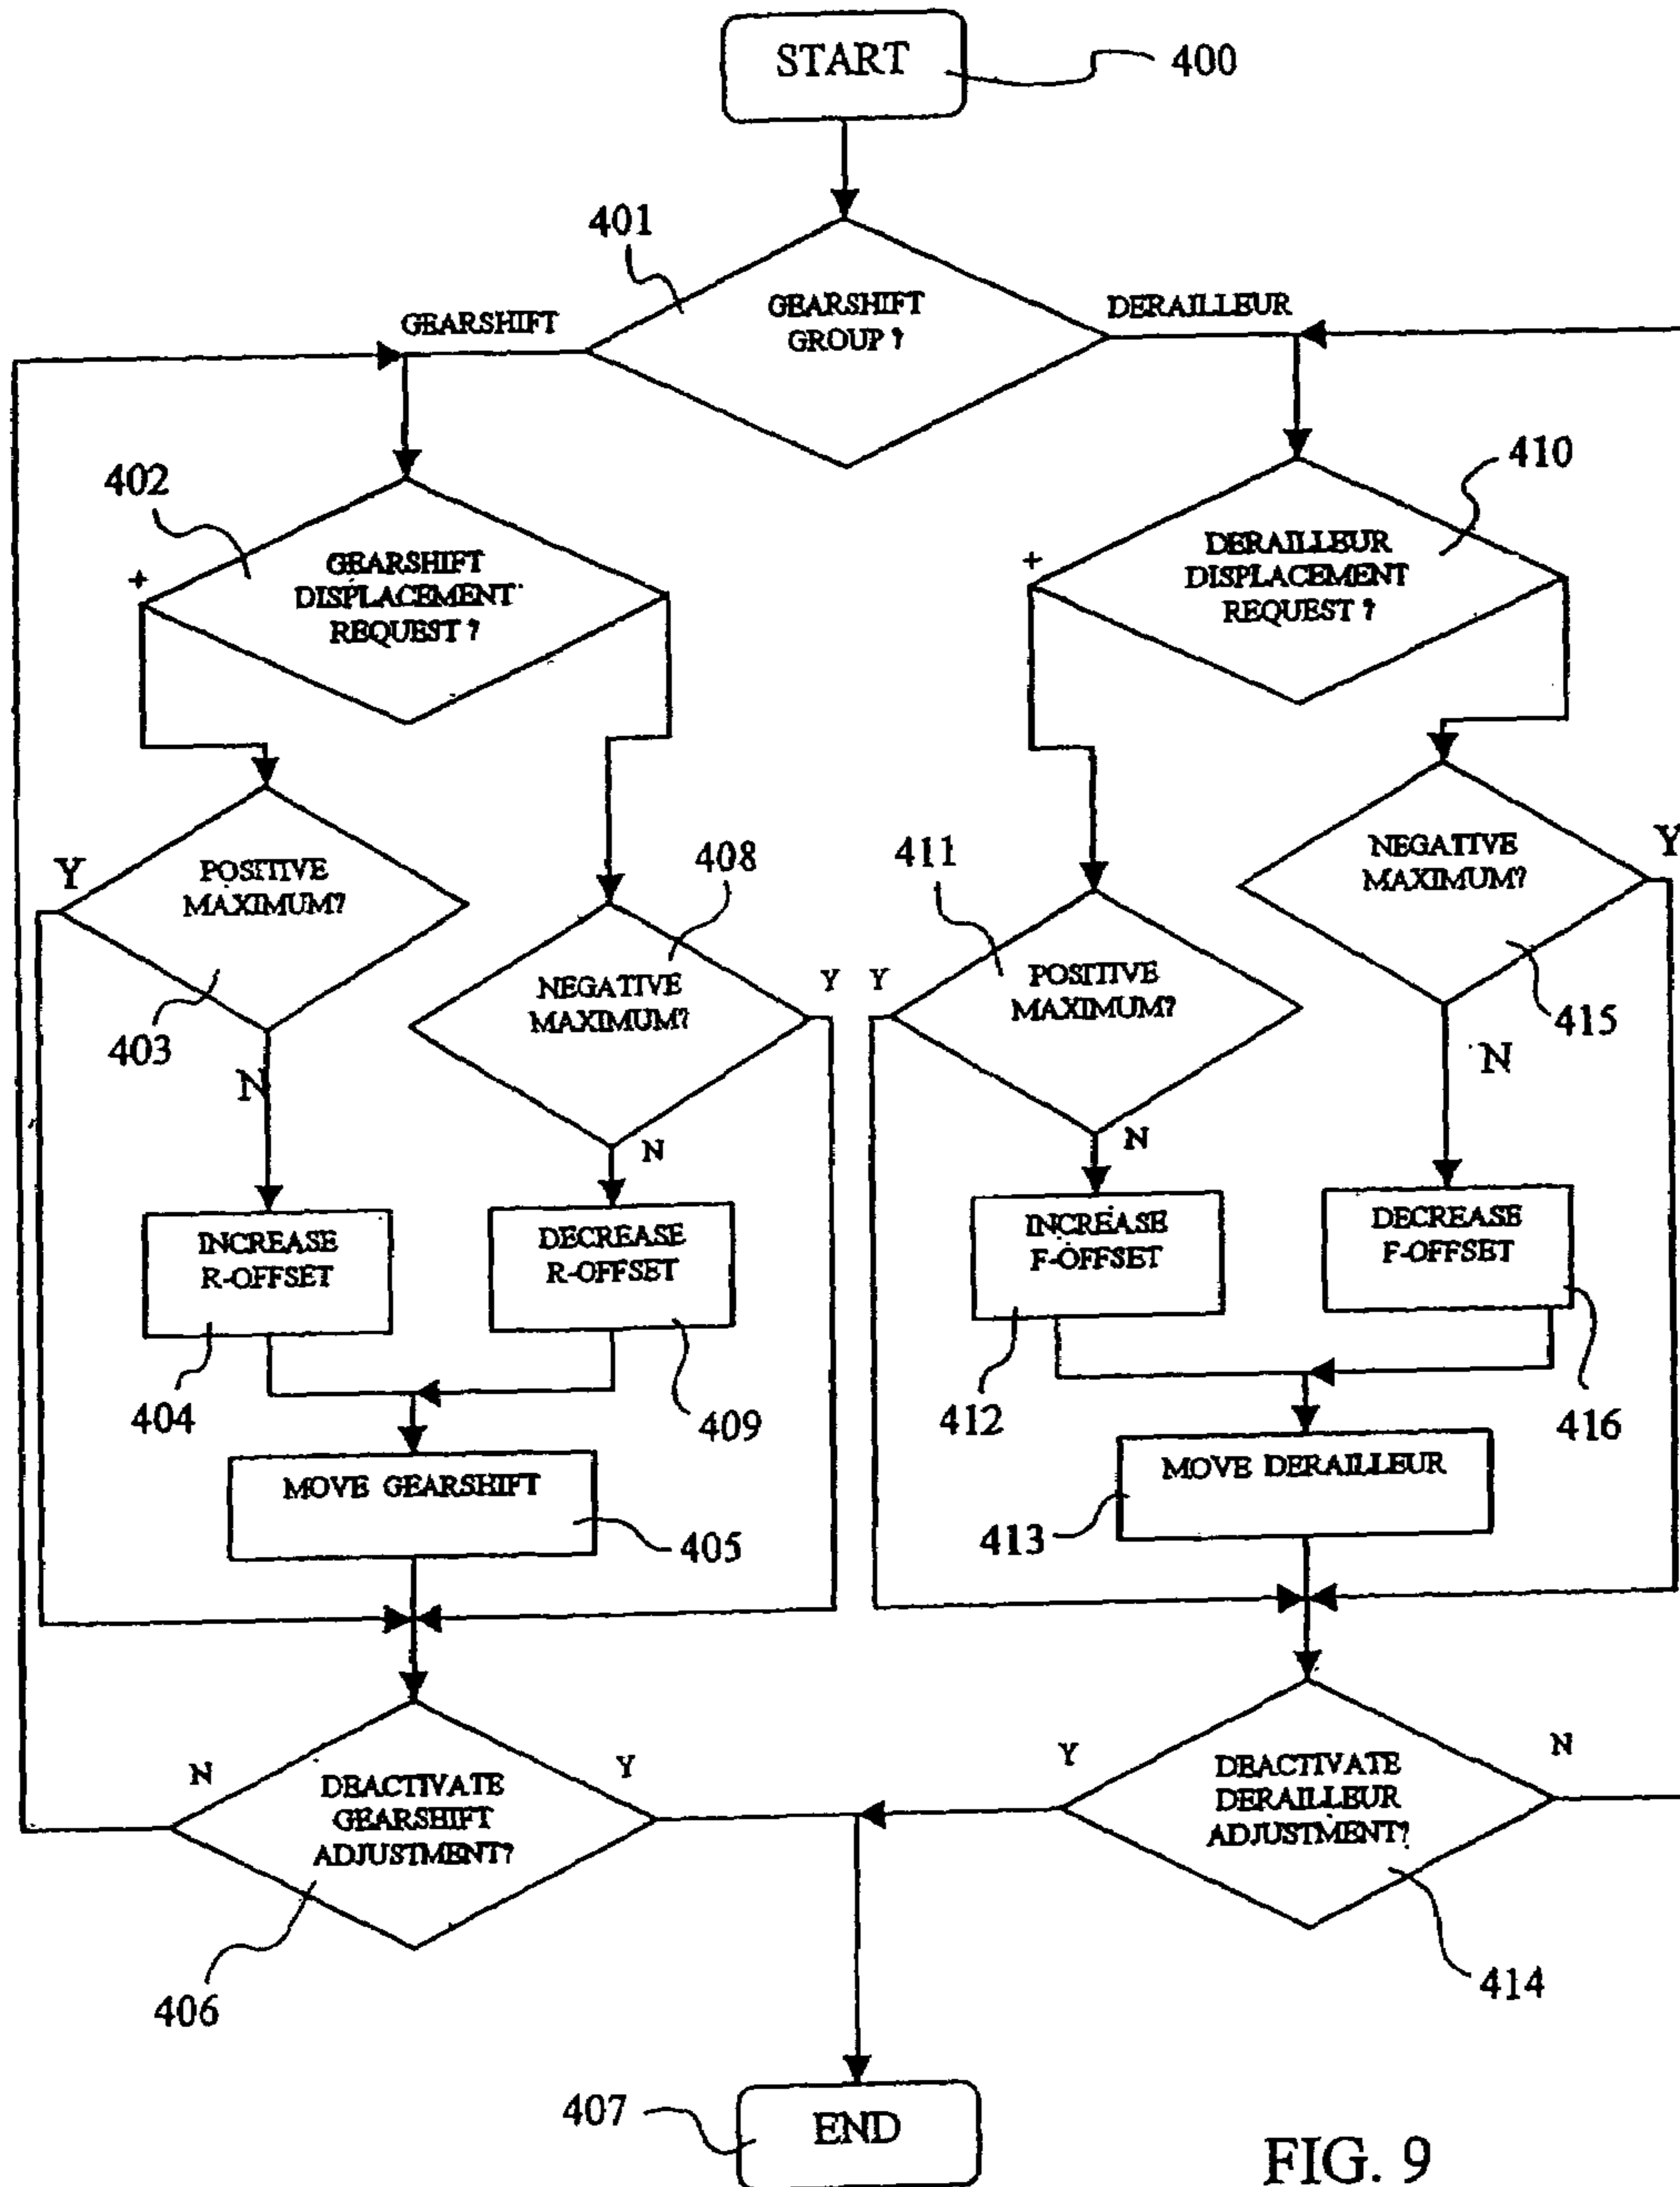 START
400
401
GEARSHIFT
GROUP ?
GEARSHIFT
DERAILLEUR
402
+
GEARSHIFT
DISPLACEMENT
REQUEST ?
410
+
DERAILLEUR
DISPLACEMENT
REQUEST ?
Y
POSITIVE
MAXIMUM?
403
N
408
NEGATIVE
MAXIMUM?
Y
N
411
Y
POSITIVE
MAXIMUM?
N
NEGATIVE
MAXIMUM?
Y
415
N
INCREASE
R-OFFSET
404
DECREASE
R-OFFSET
409
INCREASE
F-OFFSET
412
DECREASE
F-OFFSET
416
MOVE GEARSHIFT
405
MOVE DERAILLEUR
413
N
DEACTIVATE
GEARSHIFT
ADJUSTMENT?
Y
406
Y
DEACTIVATE
DERAILLEUR
ADJUSTMENT?
N
414
407
END
FIG. 9